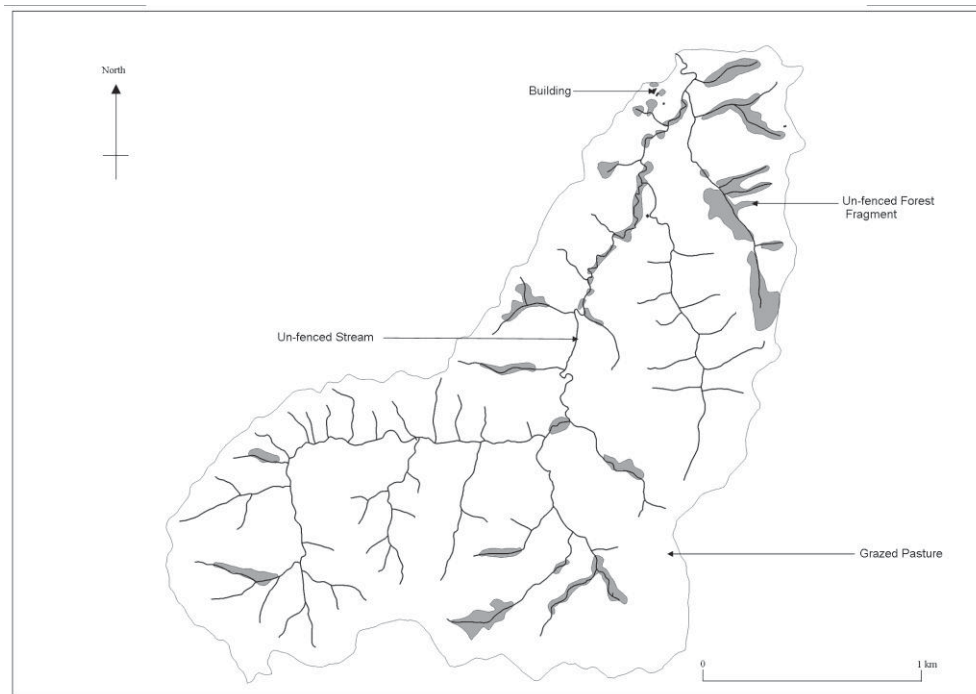 North
Building
Un-fenced Forest
Fragment
Un-fenced Stream
Grazed Pasture
0
1 km